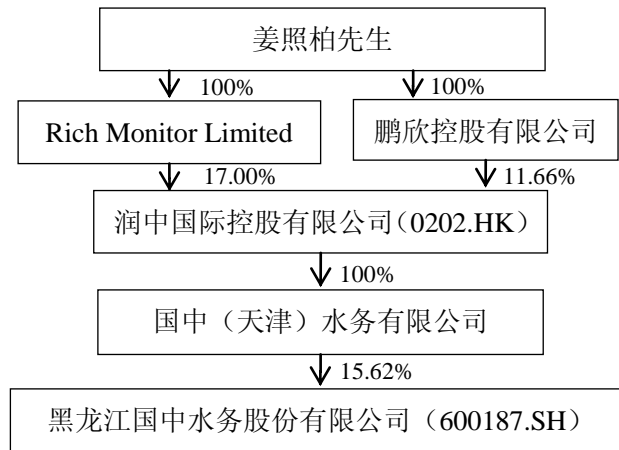 姜照柏先生
100% 100%
Rich Monitor Limited 鹏欣控股有限公司
17.00% 11.66%
润中国际控股有限公司（0202.HK）
100%
国中（天津）水务有限公司
15.62%
黑龙江国中水务股份有限公司（600187.SH）